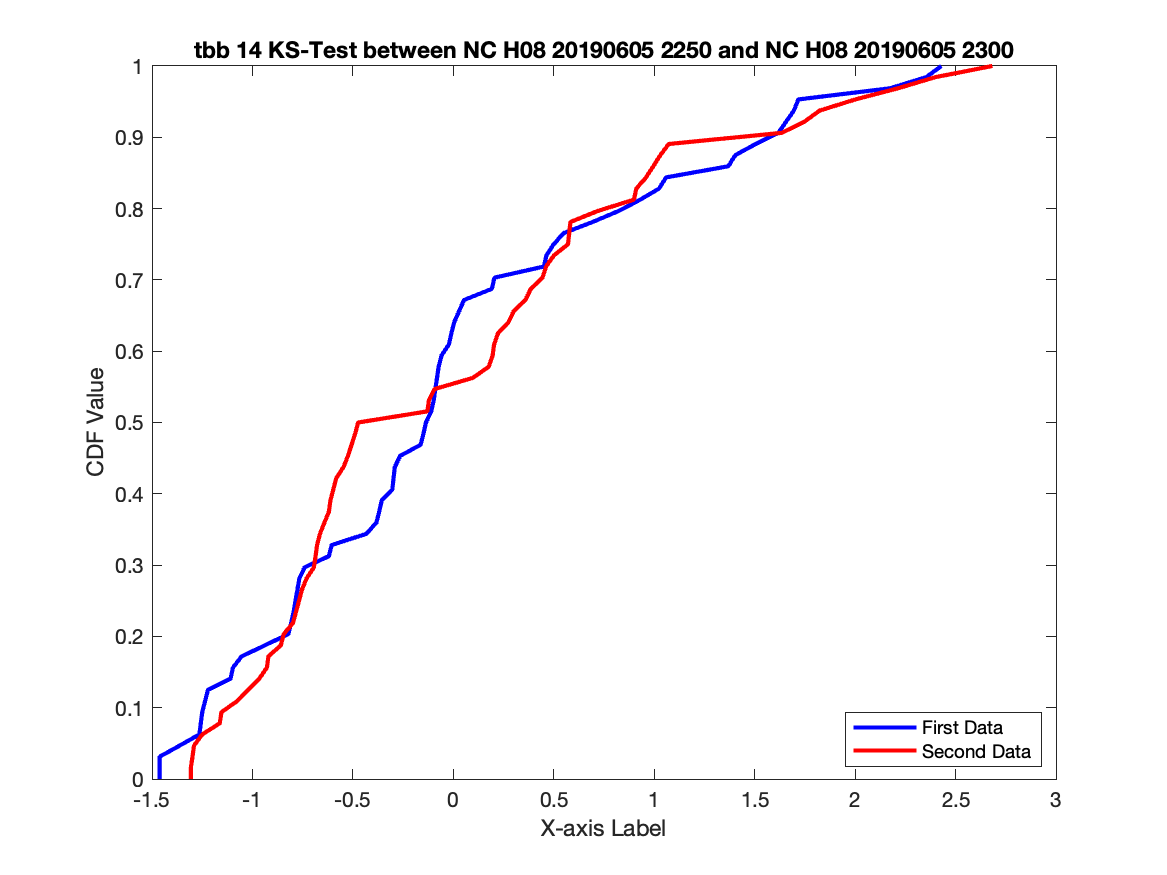 tbb 14 KS-Test between NC H08 20190605 2250 and NC H08 20190605 2300
1
0.9
0.8
0.7
0.6
0.5
0.4
0.3
0.2
0.1
0
CDF Value
First Data
Second Data
-1.5 -1 -0.5 0 0.5 1 1.5 2 2.5 3
X-axis Label